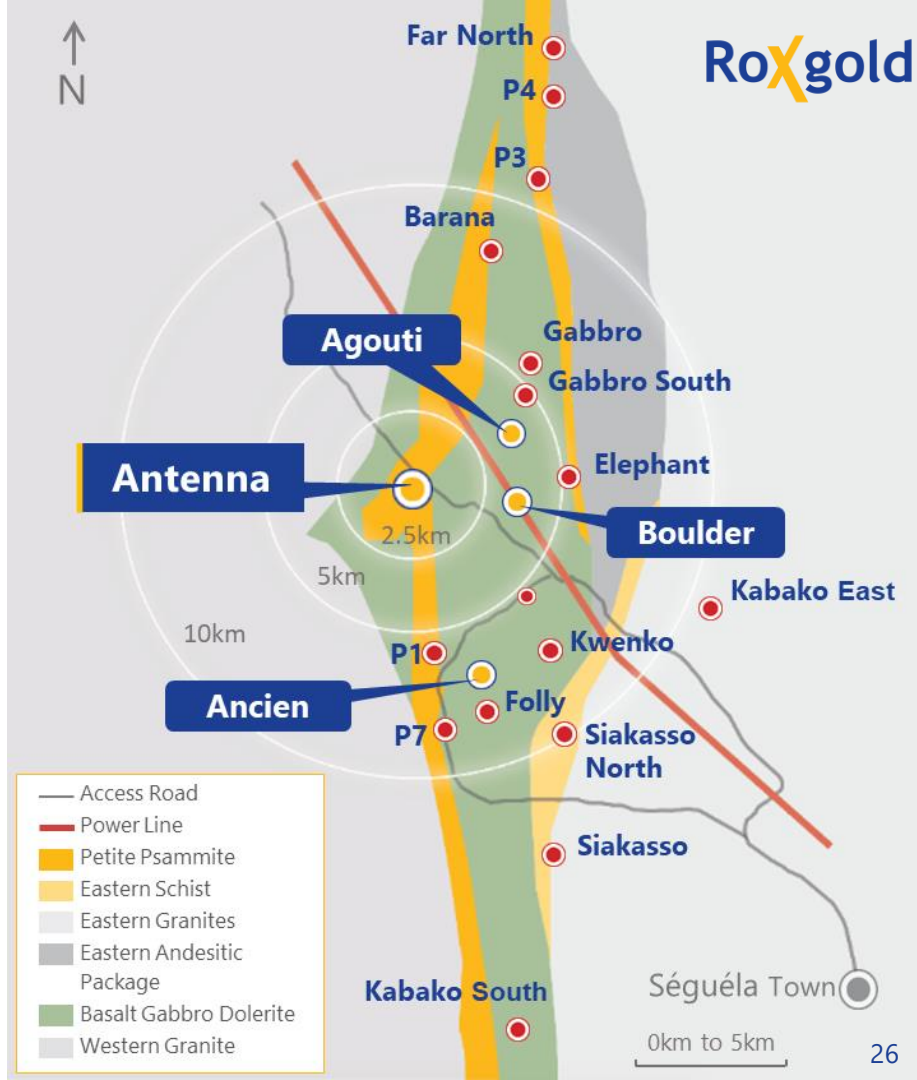 Far North
Roxgold
N
P4
P3
Barana
Agouti
Gabbro
Gabbro South
Antenna
Elephant
2.5km
Boulder
5km
Kabako East
10km
P1
Kwenko
Ancien
Folly
P7
Siakasso
North
Access Road
Power Line
Petite Psammite
Eastern Schist
Eastern Granites
Eastern Andesitic
Package
Basalt Gabbro Dolerite
Western Granite
Siakasso
Kabako South
Séguéla Town
0km to 5km
26